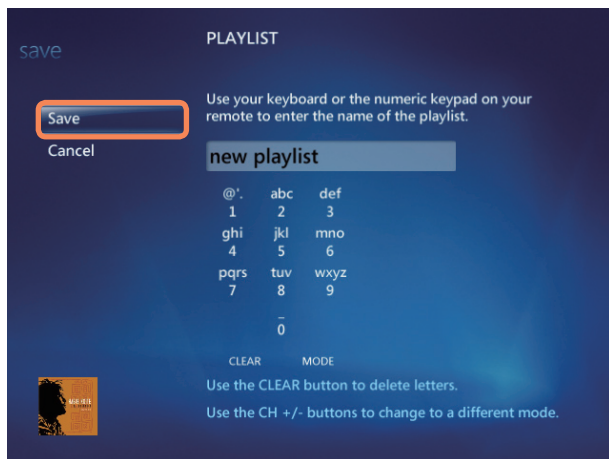 save
PLAYLIST
Save
Cancel
Use your keyboard or the numeric keypad on your
remote to enter the name of the playlist.
new playlist
@'. abc def
1 2 3
ghi jkl mno
4 5 6
pqrs tuv wxyz
7 8 9
_
0
CLEAR MODE
Use the CLEAR button to delete letters.
Use the CH +/- buttons to change to a different mode.